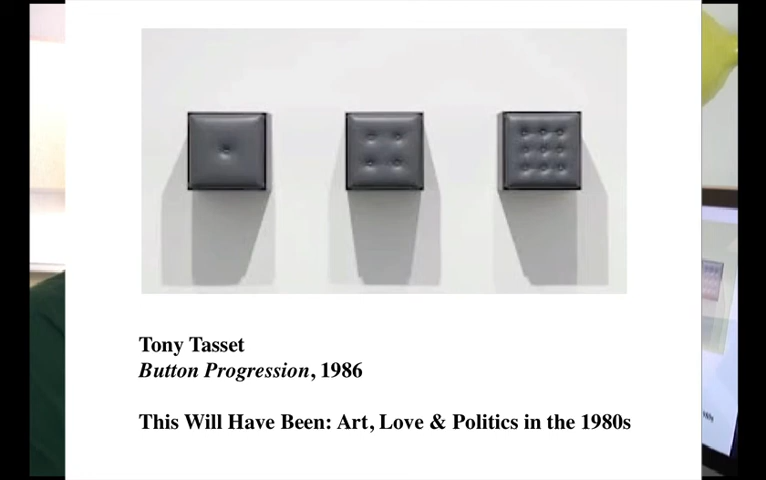 Tony Tasset
Button Progression, 1986
This Will Have Been: Art, Love & Politics in the 1980s